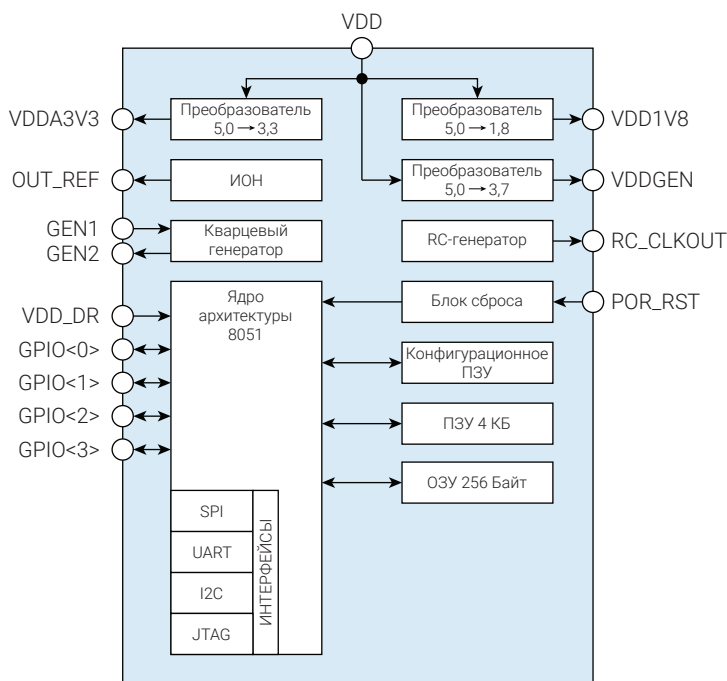 VDD
VDDA3V3
Преобразователь
5,0 → 3,3
Преобразователь
5,0 → 1,8
VDD1V8
OUT_REF
ИОН
Преобразователь
5,0 → 3,7
VDDGEN
GEN1
GEN2
Кварцевый
генератор
RC-генератор
RC_CLKOUT
VDD_DR
GPIO<0>
GPIO<1>
GPIO<2>
GPIO<3>
Ядро
архитектуры
8051
Блок сброса
POR_RST
Конфигурационное
ПЗУ
ПЗУ 4 КБ
ОЗУ 256 Байт
SPI
UART
I2C
JTAG
ИНТЕРФЕЙСЫ